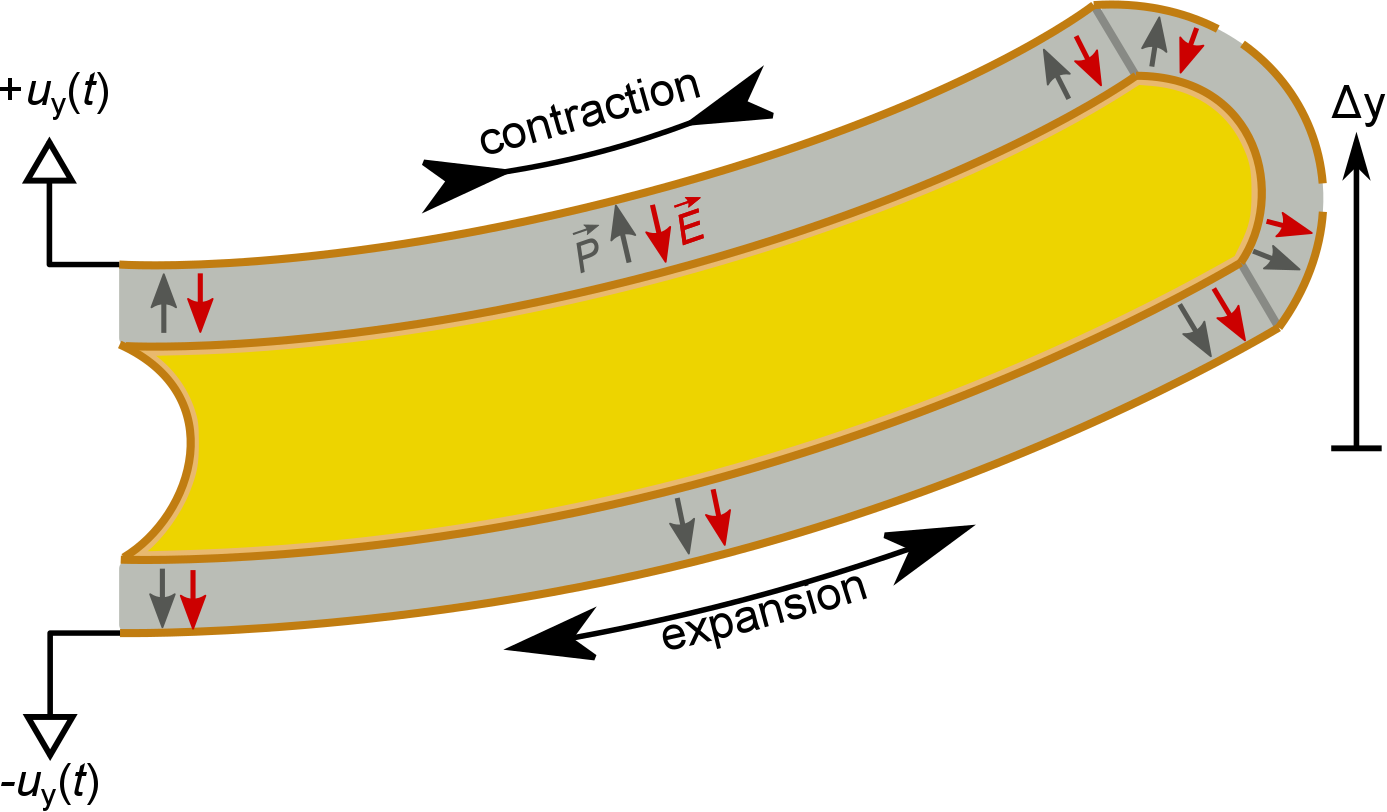 +uy(t)
contraction
Δy
P⃗
E⃗
expansion
-uy(t)